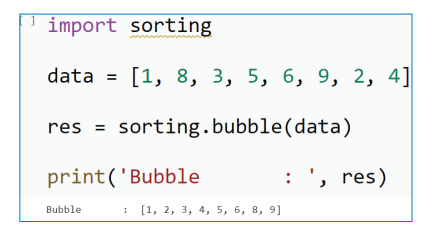 [ ] import sorting
data = [1, 8, 3, 5, 6, 9, 2, 4]
res = sorting.bubble(data)
print('Bubble       : ', res)
Bubble       :  [1, 2, 3, 4, 5, 6, 8, 9]